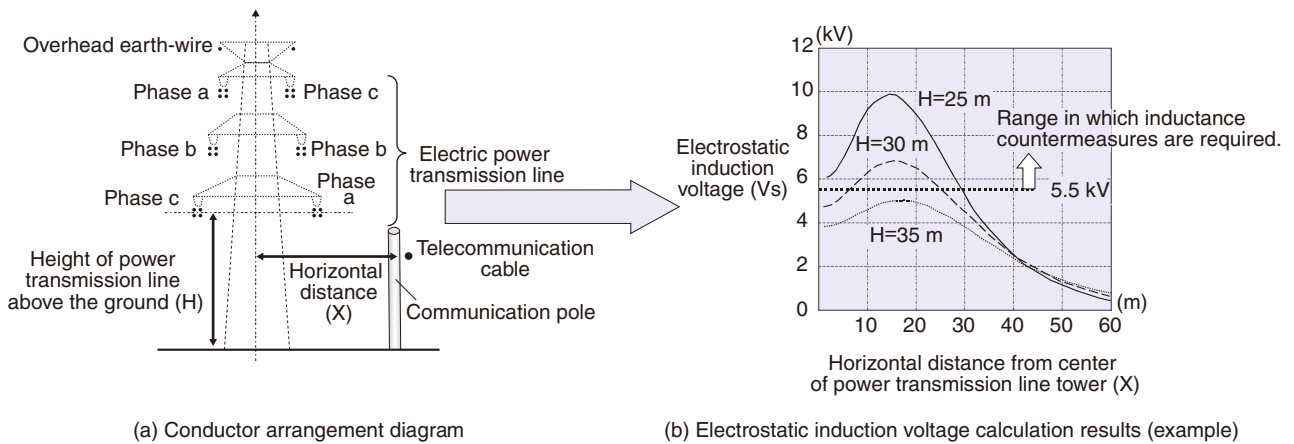 Overhead earth-wire
Phase a
Phase c
Phase b
Phase b
Phase c
Phase
a
Electric power
transmission line
Height of power
transmission line
above the ground (H)
Horizontal
distance
(X)
Telecommunication
cable
Communication pole
(a) Conductor arrangement diagram
Electrostatic
induction
voltage (Vs)
(kV)
12
10
8
6
4
2
0
H=25 m
H=30 m
H=35 m
Range in which inductance
countermeasures are required.
5.5 kV
10
20
30
40
50
60
(m)
Horizontal distance from center
of power transmission line tower (X)
(b) Electrostatic induction voltage calculation results (example)